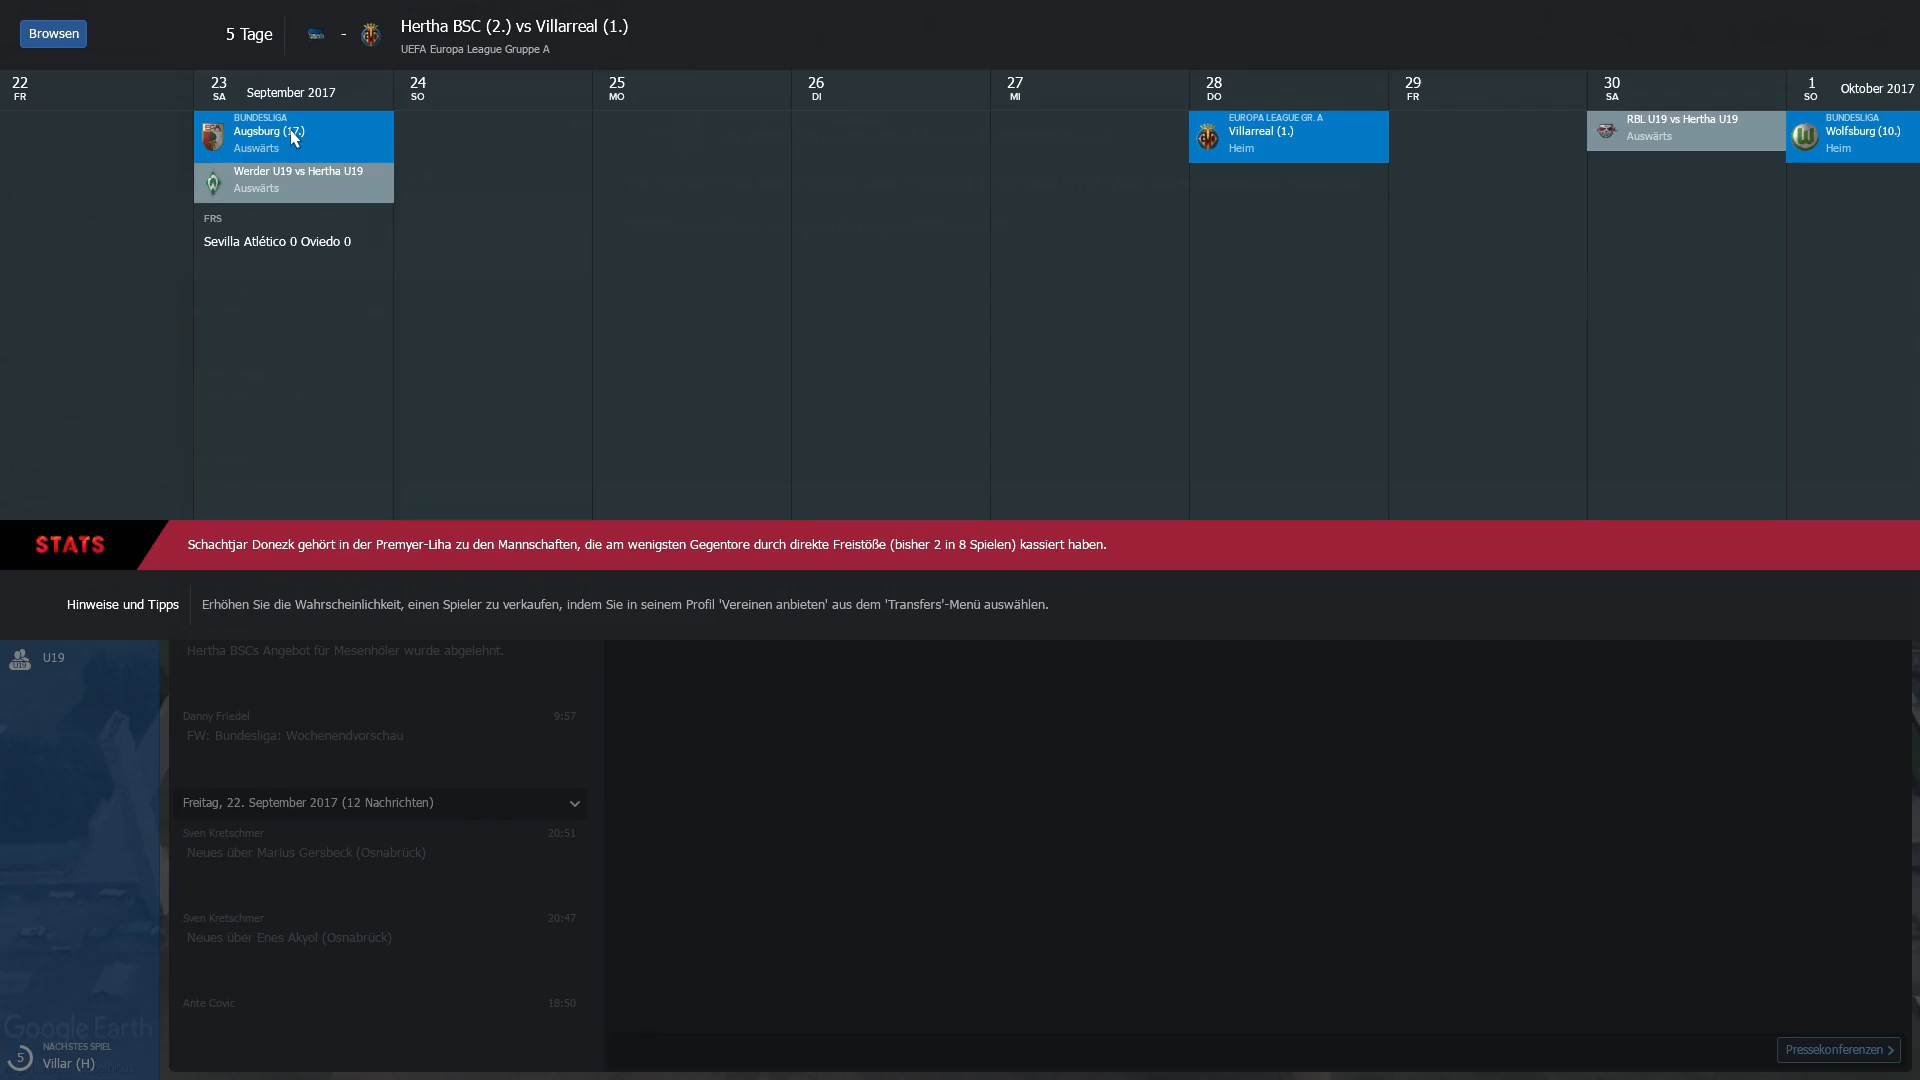 Browsen
5 Tage
-
Hertha BSC (2.) vs Villarreal (1.)
UEFA Europa League Gruppe A
22
FR
23
SA
September 2017
24
SO
25
MO
26
DI
27
MI
28
DO
29
FR
30
SA
1
SO
Oktober 2017
BUNDESLIGA
Augsburg (17.)
Auswärts
Werder U19 vs Hertha U19
Auswärts
FRS
Sevilla Atlético 0 Oviedo 0
EUROPA LEAGUE GR. A
Villarreal (1.)
Heim
RBL U19 vs Hertha U19
Auswärts
BUNDESLIGA
Wolfsburg (10.)
Heim
STATS
Schachtjar Donezk gehört in der Premyer-Liha zu den Mannschaften, die am wenigsten Gegentore durch direkte Freistöße (bisher 2 in 8 Spielen) kassiert haben.
Hinweise und Tipps
Erhöhen Sie die Wahrscheinlichkeit, einen Spieler zu verkaufen, indem Sie in seinem Profil 'Vereinen anbieten' aus dem 'Transfers'-Menü auswählen.
U19
U19
Hertha BSCs Angebot für Mesenhöler wurde abgelehnt.
Danny Friedel
9:57
FW: Bundesliga: Wochenendvorschau
Freitag, 22. September 2017 (12 Nachrichten)
Sven Kretschmer
20:51
Neues über Marius Gersbeck (Osnabrück)
Sven Kretschmer
20:47
Neues über Enes Akyol (Osnabrück)
Ante Covic
18:50
Google Earth
5
NÄCHSTES SPIEL
Villar (H)
Pressekonferenzen